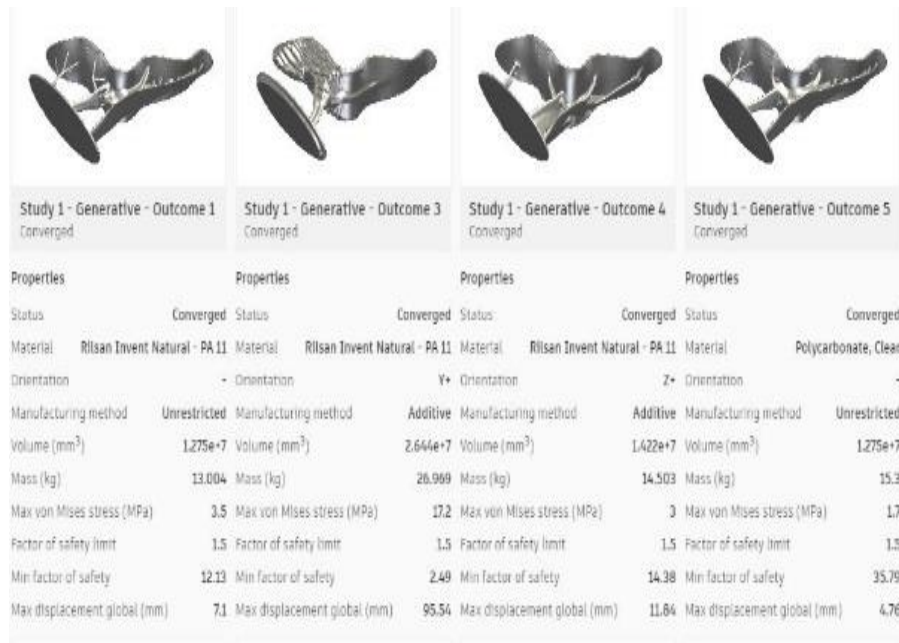 Study 1 - Generative - Outcome 1
Converged
Study 1 - Generative - Outcome 3
Converged
Study 1 - Generative - Outcome 4
Converged
Study 1 - Generative - Outcome 5
Converged
Properties
Status Converged
Material Rilsan Invent Natural - PA 11
Orientation -
Manufacturing method Unrestricted
Volume (mm³) 1.275e+7
Mass (kg) 13.004
Max von Mises stress (MPa) 3.5
Factor of safety limit 1.5
Min factor of safety 12.13
Max displacement global (mm) 7.1
Properties
Status Converged
Material Rilsan Invent Natural - PA 11
Orientation Y+
Manufacturing method Additive
Volume (mm³) 2.644e+7
Mass (kg) 26.969
Max von Mises stress (MPa) 17.2
Factor of safety limit 1.5
Min factor of safety 2.49
Max displacement global (mm) 95.54
Properties
Status Converged
Material Rilsan Invent Natural - PA 11
Orientation Z+
Manufacturing method Additive
Volume (mm³) 1.422e+7
Mass (kg) 14.503
Max von Mises stress (MPa) 3
Factor of safety limit 1.5
Min factor of safety 14.38
Max displacement global (mm) 11.84
Properties
Status Converged
Material Polycarbonate, Clear
Orientation -
Manufacturing method Unrestricted
Volume (mm³) 1.275e+7
Mass (kg) 15.3
Max von Mises stress (MPa) 1.7
Factor of safety limit 1.5
Min factor of safety 35.79
Max displacement global (mm) 4.76